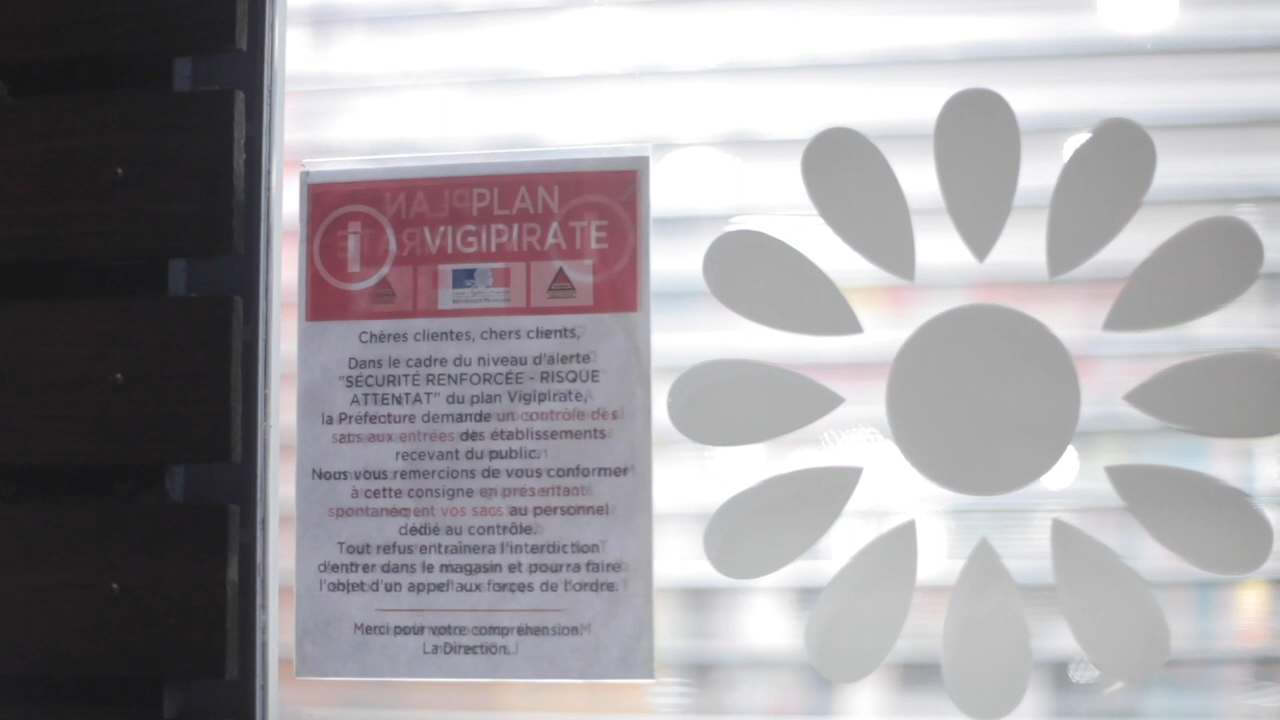 PLAN
VIGIPIRATE
Chères clientes, chers clients,
Dans le cadre du niveau d'alerte
"SÉCURITÉ RENFORCÉE - RISQUE
ATTENTAT" du plan Vigipirate,
la Préfecture demande un contrôle des
sacs aux entrées des établissements
recevant du public.
Nous vous remercions de vous conformer
à cette consigne en présentant
spontanément vos sacs au personnel
dédié au contrôle.
Tout refus entraînera l'interdiction
d'entrer dans le magasin et pourra faire
l'objet d'un appel aux forces de l'ordre.
Merci pour votre compréhension.
La Direction.